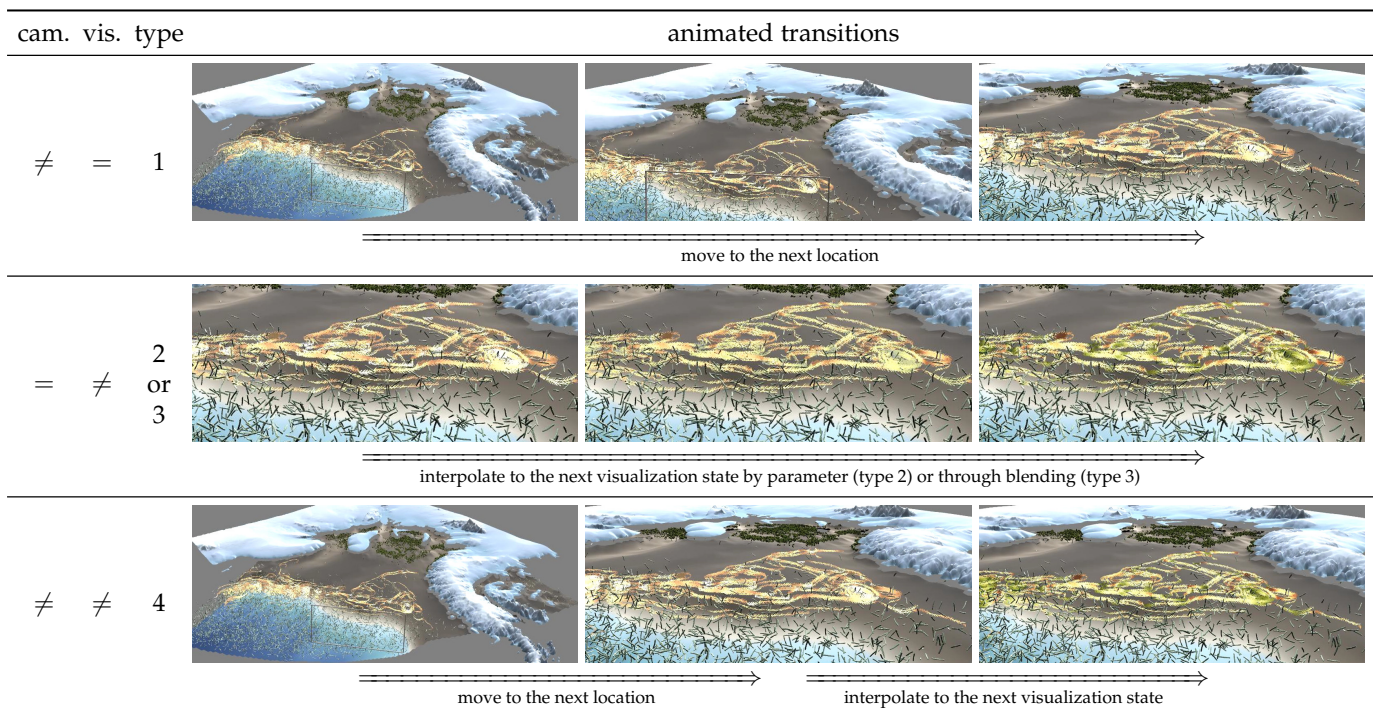 cam. vis. type animated transitions
≠ = 1
move to the next location
= ≠ 2
or
3
interpolate to the next visualization state by parameter (type 2) or through blending (type 3)
≠ ≠ 4
move to the next location interpolate to the next visualization state